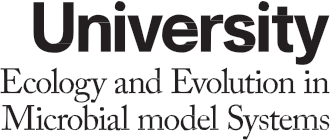 University
Ecology and Evolution in
Microbial model Systems